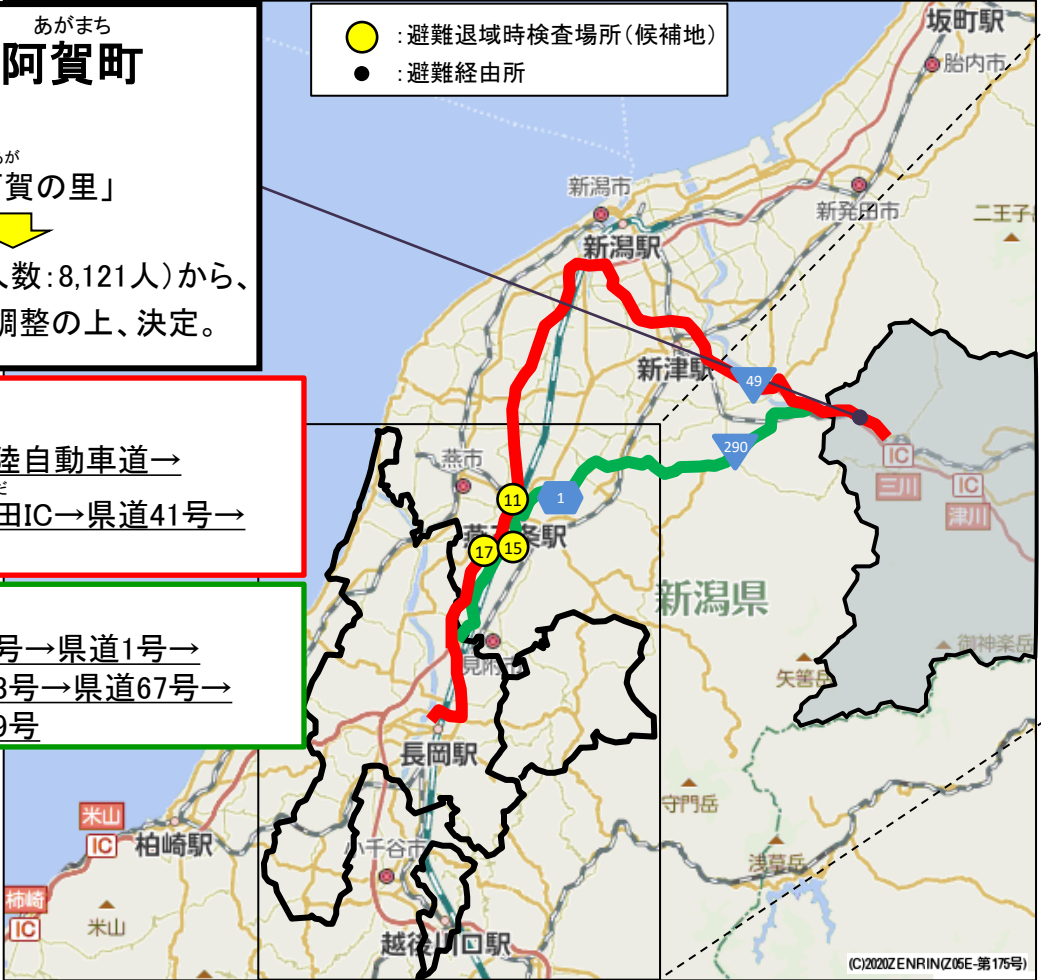 あがまち
阿賀町
賀の里」
人数:8,121人)から、
調整の上、決定。
:避難退域時検査場所(候補地)
:避難経由所
陸自動車道→
田IC→県道41号→
号→県道1号→
3号→県道67号→
9号
坂町駅
胎内市
新潟市
新発田市
新潟駅
二王子
新津駅
49
290
燕市
11
1
燕三条駅
17
15
IC
三川
IC
津川
新潟県
見附市
御神楽岳
矢筈岳
長岡駅
守門岳
米山
IC
柏崎駅
小千谷市
浅草岳
柿崎
IC
米山
越後川口駅
(C)2020ZENRIN(Z05E-第175号)